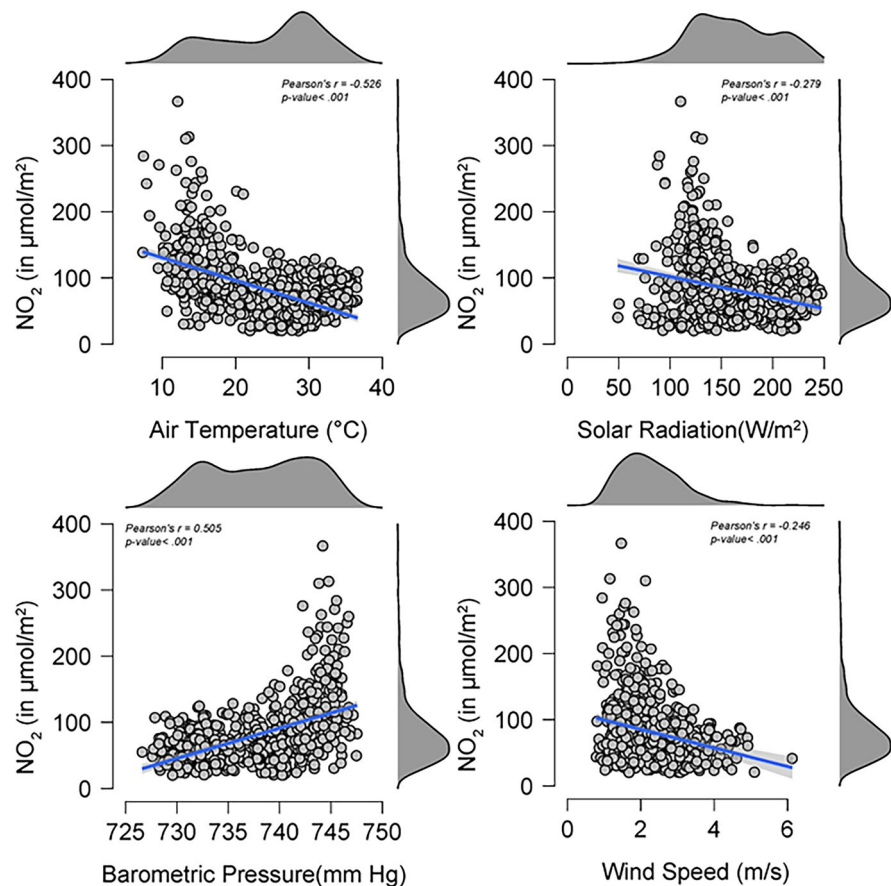 400
300
200
100
0
NO₂ (in µmol/m²)
Pearson's r = -0.526
p-value< .001
10 20 30 40
Air Temperature (°C)
400
300
200
100
0
NO₂ (in µmol/m²)
Pearson's r = -0.279
p-value< .001
0 50 100 150 200 250
Solar Radiation(W/m²)
400
300
200
100
0
NO₂ (in µmol/m²)
Pearson's r = 0.505
p-value< .001
725 730 735 740 745 750
Barometric Pressure(mm Hg)
400
300
200
100
0
NO₂ (in µmol/m²)
Pearson's r = -0.246
p-value< .001
0 2 4 6
Wind Speed (m/s)